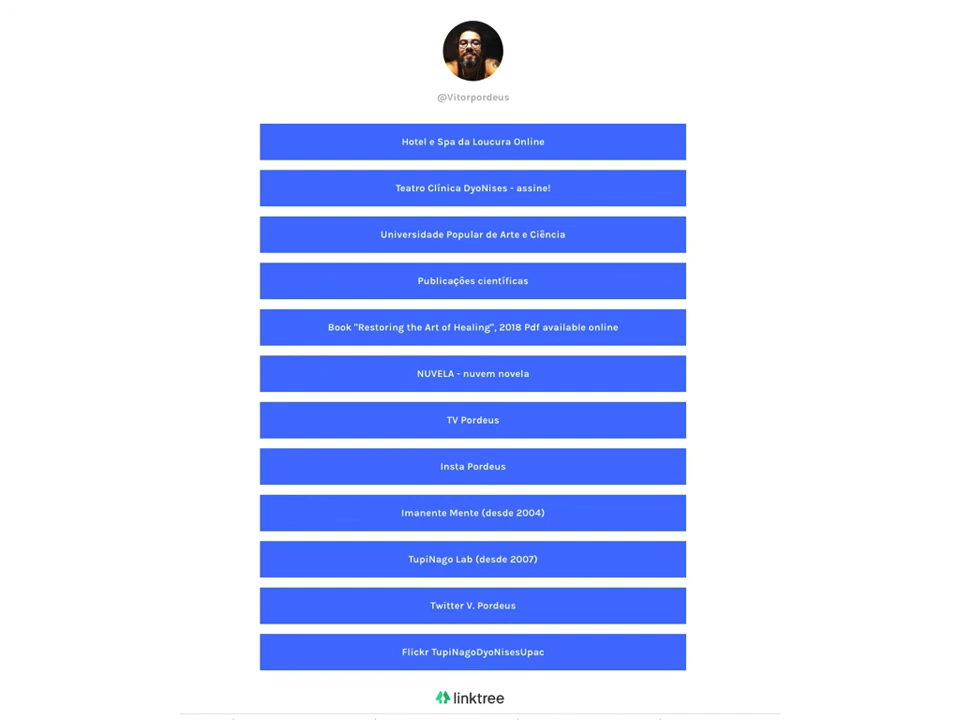 @Vitorpordeus
Hotel e Spa da Loucura Online
Teatro Clínica DyoNises - assine!
Universidade Popular de Arte e Ciência
Publicações científicas
Book "Restoring the Art of Healing", 2018 Pdf available online
NUVELA - nuvem novela
TV Pordeus
Insta Pordeus
Imanente Mente (desde 2004)
TupiNago Lab (desde 2007)
Twitter V. Pordeus
Flickr TupiNagoDyoNisesUpac
linktree